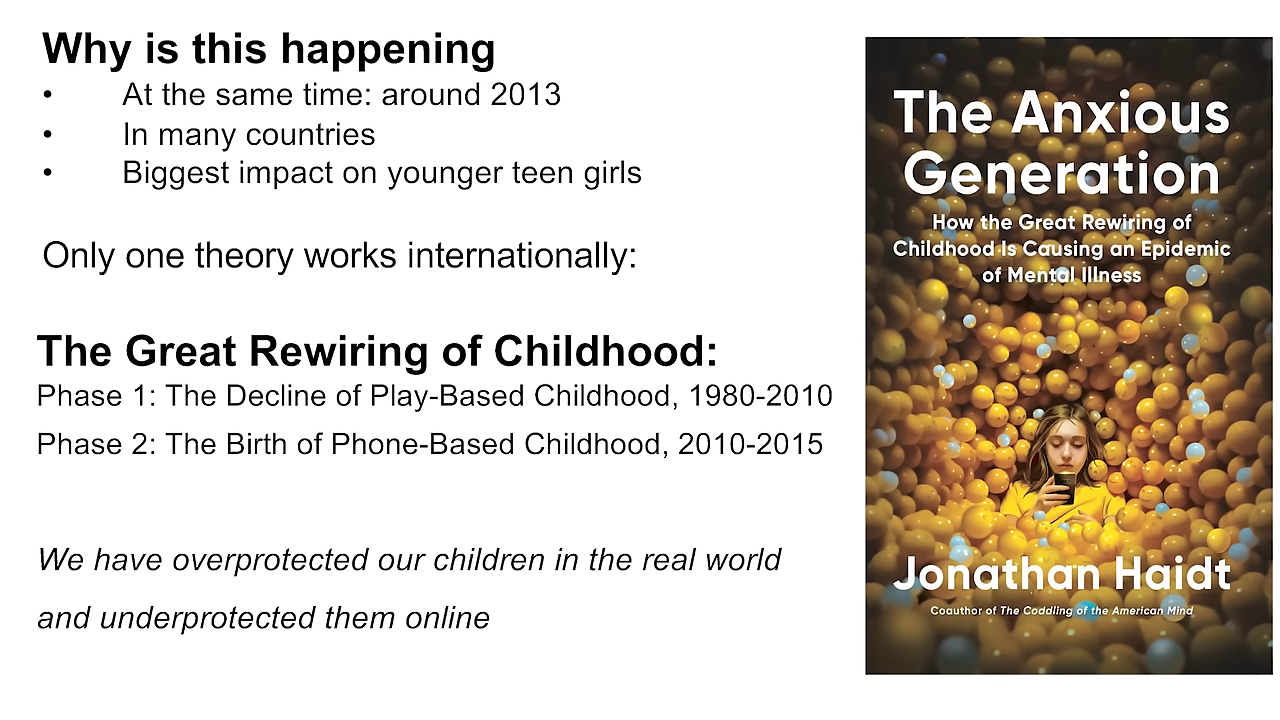 Why is this happening
• At the same time: around 2013
• In many countries
• Biggest impact on younger teen girls
Only one theory works internationally:
The Great Rewiring of Childhood:
Phase 1: The Decline of Play-Based Childhood, 1980-2010
Phase 2: The Birth of Phone-Based Childhood, 2010-2015
We have overprotected our children in the real world
and underprotected them online
The Anxious
Generation
How the Great Rewiring of
Childhood Is Causing an Epidemic
of Mental Illness
Jonathan Haidt
Coauthor of The Coddling of the American Mind